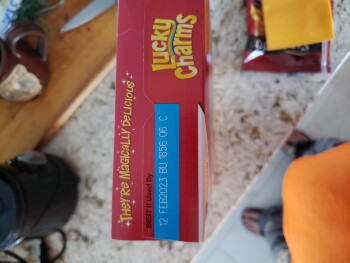 Lucky
Charms
They're Magically Delicious
BEST If Used By
12 FEB2023 BU 1856 06 C